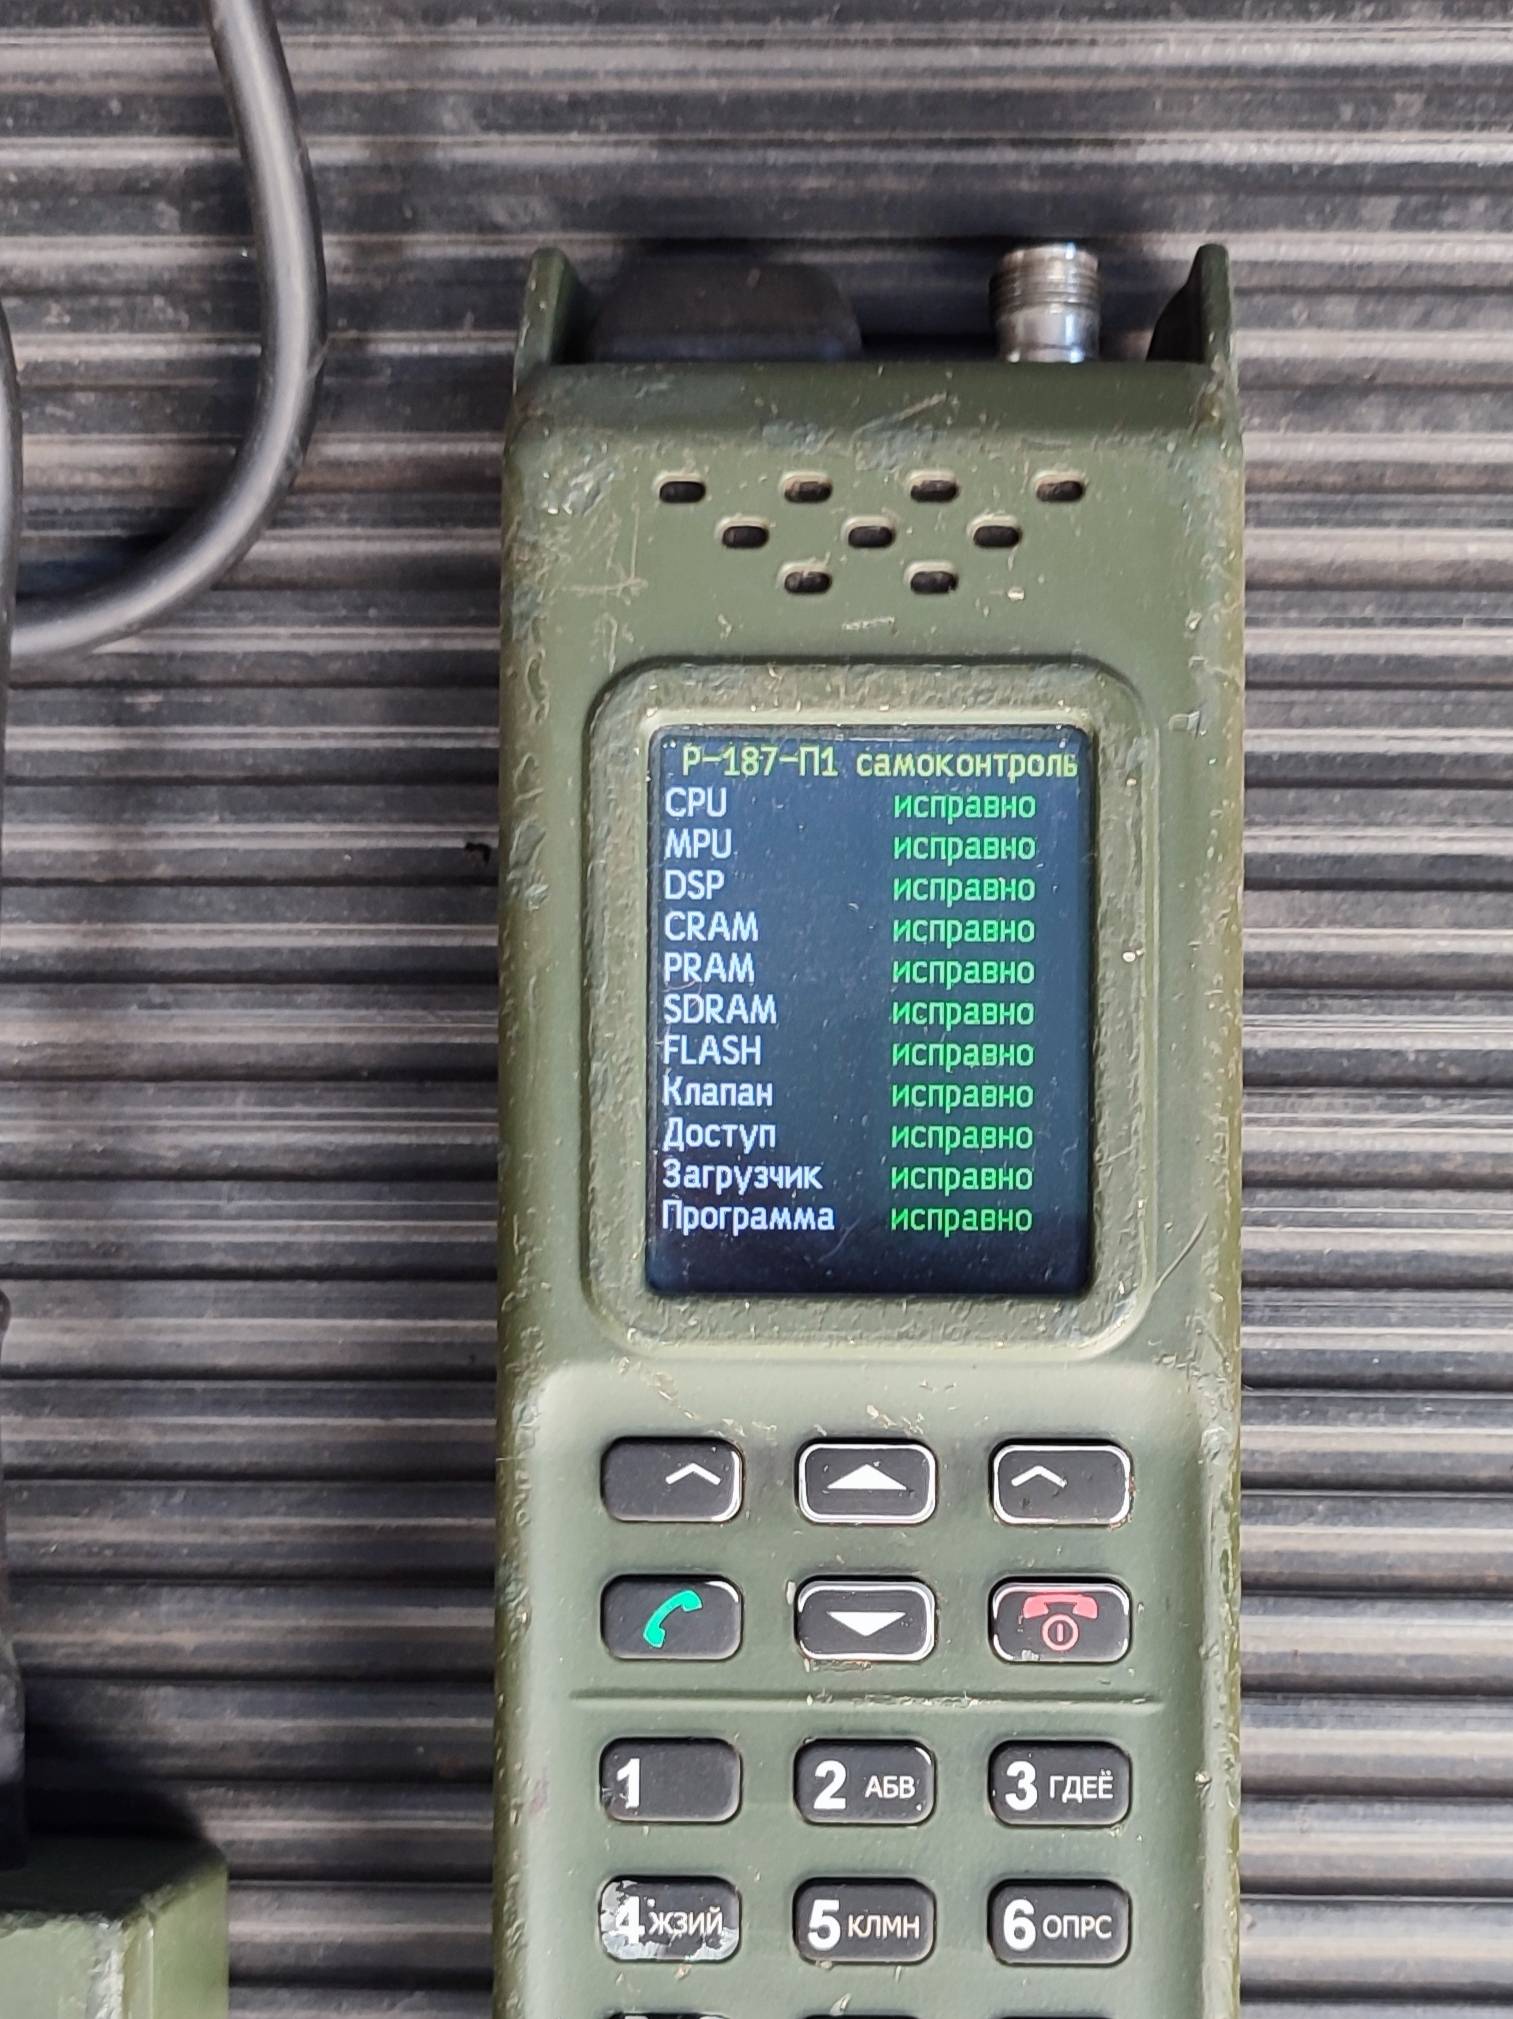 Р-187-П1 самоконтроль
CPU исправно
MPU исправно
DSP исправно
CRAM исправно
PRAM исправно
SDRAM исправно
FLASH исправно
Клапан исправно
Доступ исправно
Загрузчик исправно
Программа исправно
1 2 АБВ 3 ГДЕЁ
4 ЖЗИЙ 5 КЛМН 6 ОПРС